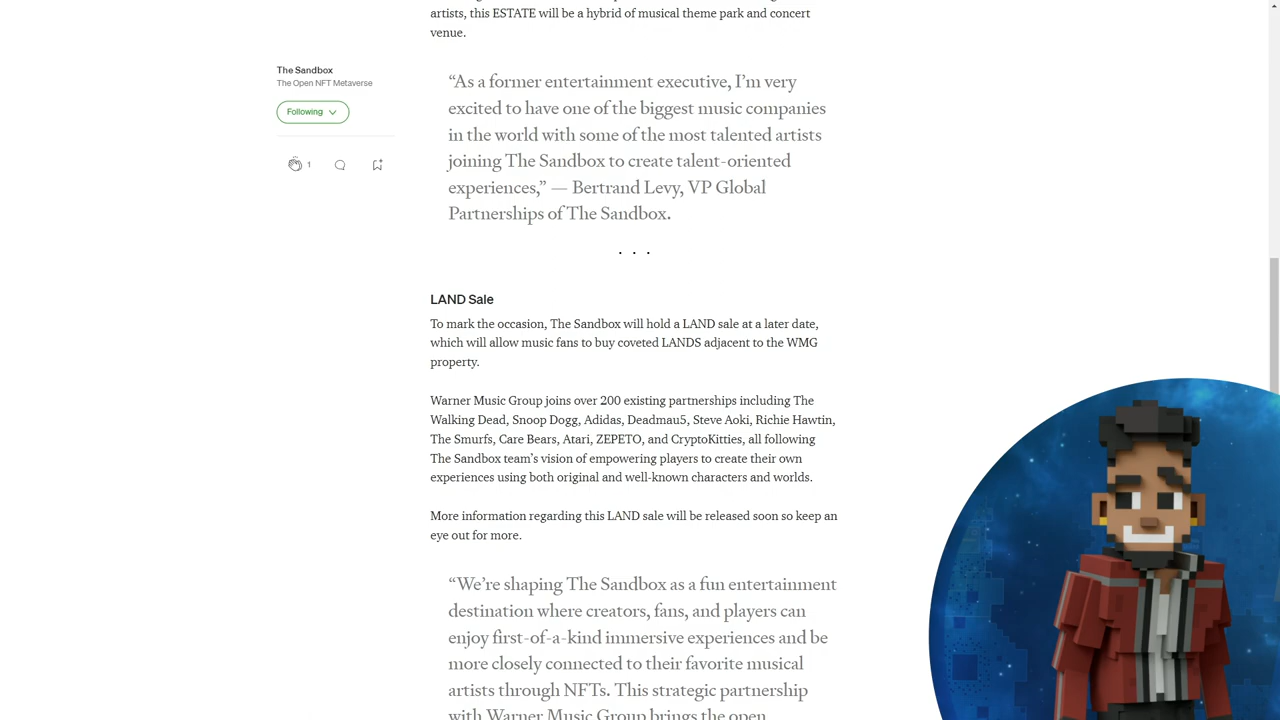 artists, this ESTATE will be a hybrid of musical theme park and concert
venue.
The Sandbox
The Open NFT Metaverse
Following
1
“As a former entertainment executive, I’m very
excited to have one of the biggest music companies
in the world with some of the most talented artists
joining The Sandbox to create talent-oriented
experiences,” — Bertrand Levy, VP Global
Partnerships of The Sandbox.
. . .
LAND Sale
To mark the occasion, The Sandbox will hold a LAND sale at a later date,
which will allow music fans to buy coveted LANDS adjacent to the WMG
property.
Warner Music Group joins over 200 existing partnerships including The
Walking Dead, Snoop Dogg, Adidas, Deadmau5, Steve Aoki, Richie Hawtin,
The Smurfs, Care Bears, Atari, ZEPETO, and CryptoKitties, all following
The Sandbox team’s vision of empowering players to create their own
experiences using both original and well-known characters and worlds.
More information regarding this LAND sale will be released soon so keep an
eye out for more.
“We’re shaping The Sandbox as a fun entertainment
destination where creators, fans, and players can
enjoy first-of-a-kind immersive experiences and be
more closely connected to their favorite musical
artists through NFTs. This strategic partnership
with Warner Music Group brings the open